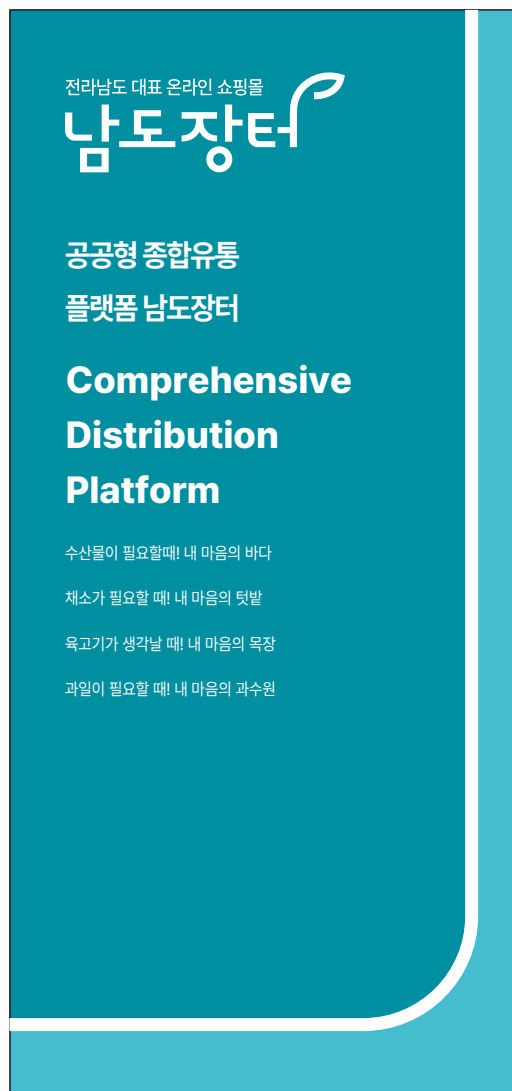 전라남도 대표 온라인 쇼핑몰
남도장터
공공형 종합유통
플랫폼 남도장터
Comprehensive
Distribution
Platform
수산물이 필요할때! 내 마음의 바다
채소가 필요할 때! 내 마음의 텃밭
육고기가 생각날 때! 내 마음의 목장
과일이 필요할 때! 내 마음의 과수원